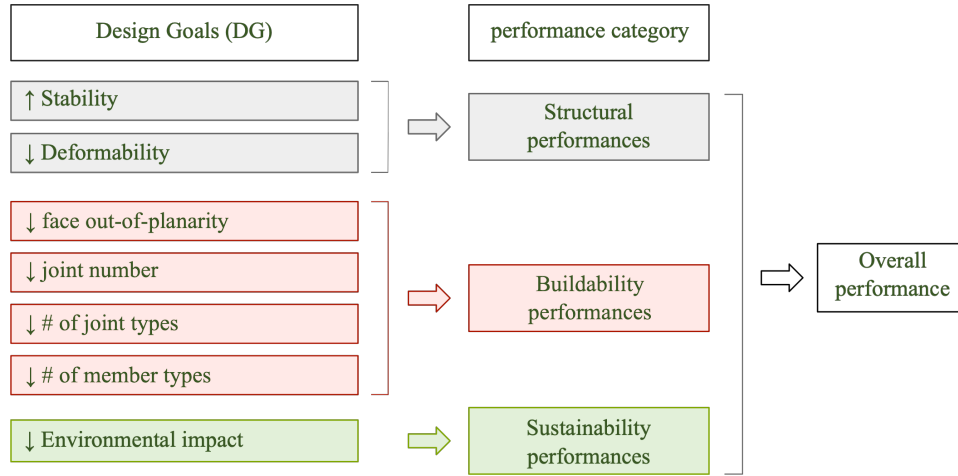 Design Goals (DG)
performance category
↑ Stability
↓ Deformability
Structural
performances
↓ face out-of-planarity
↓ joint number
↓ # of joint types
↓ # of member types
Buildability
performances
↓ Environmental impact
Sustainability
performances
Overall
performance